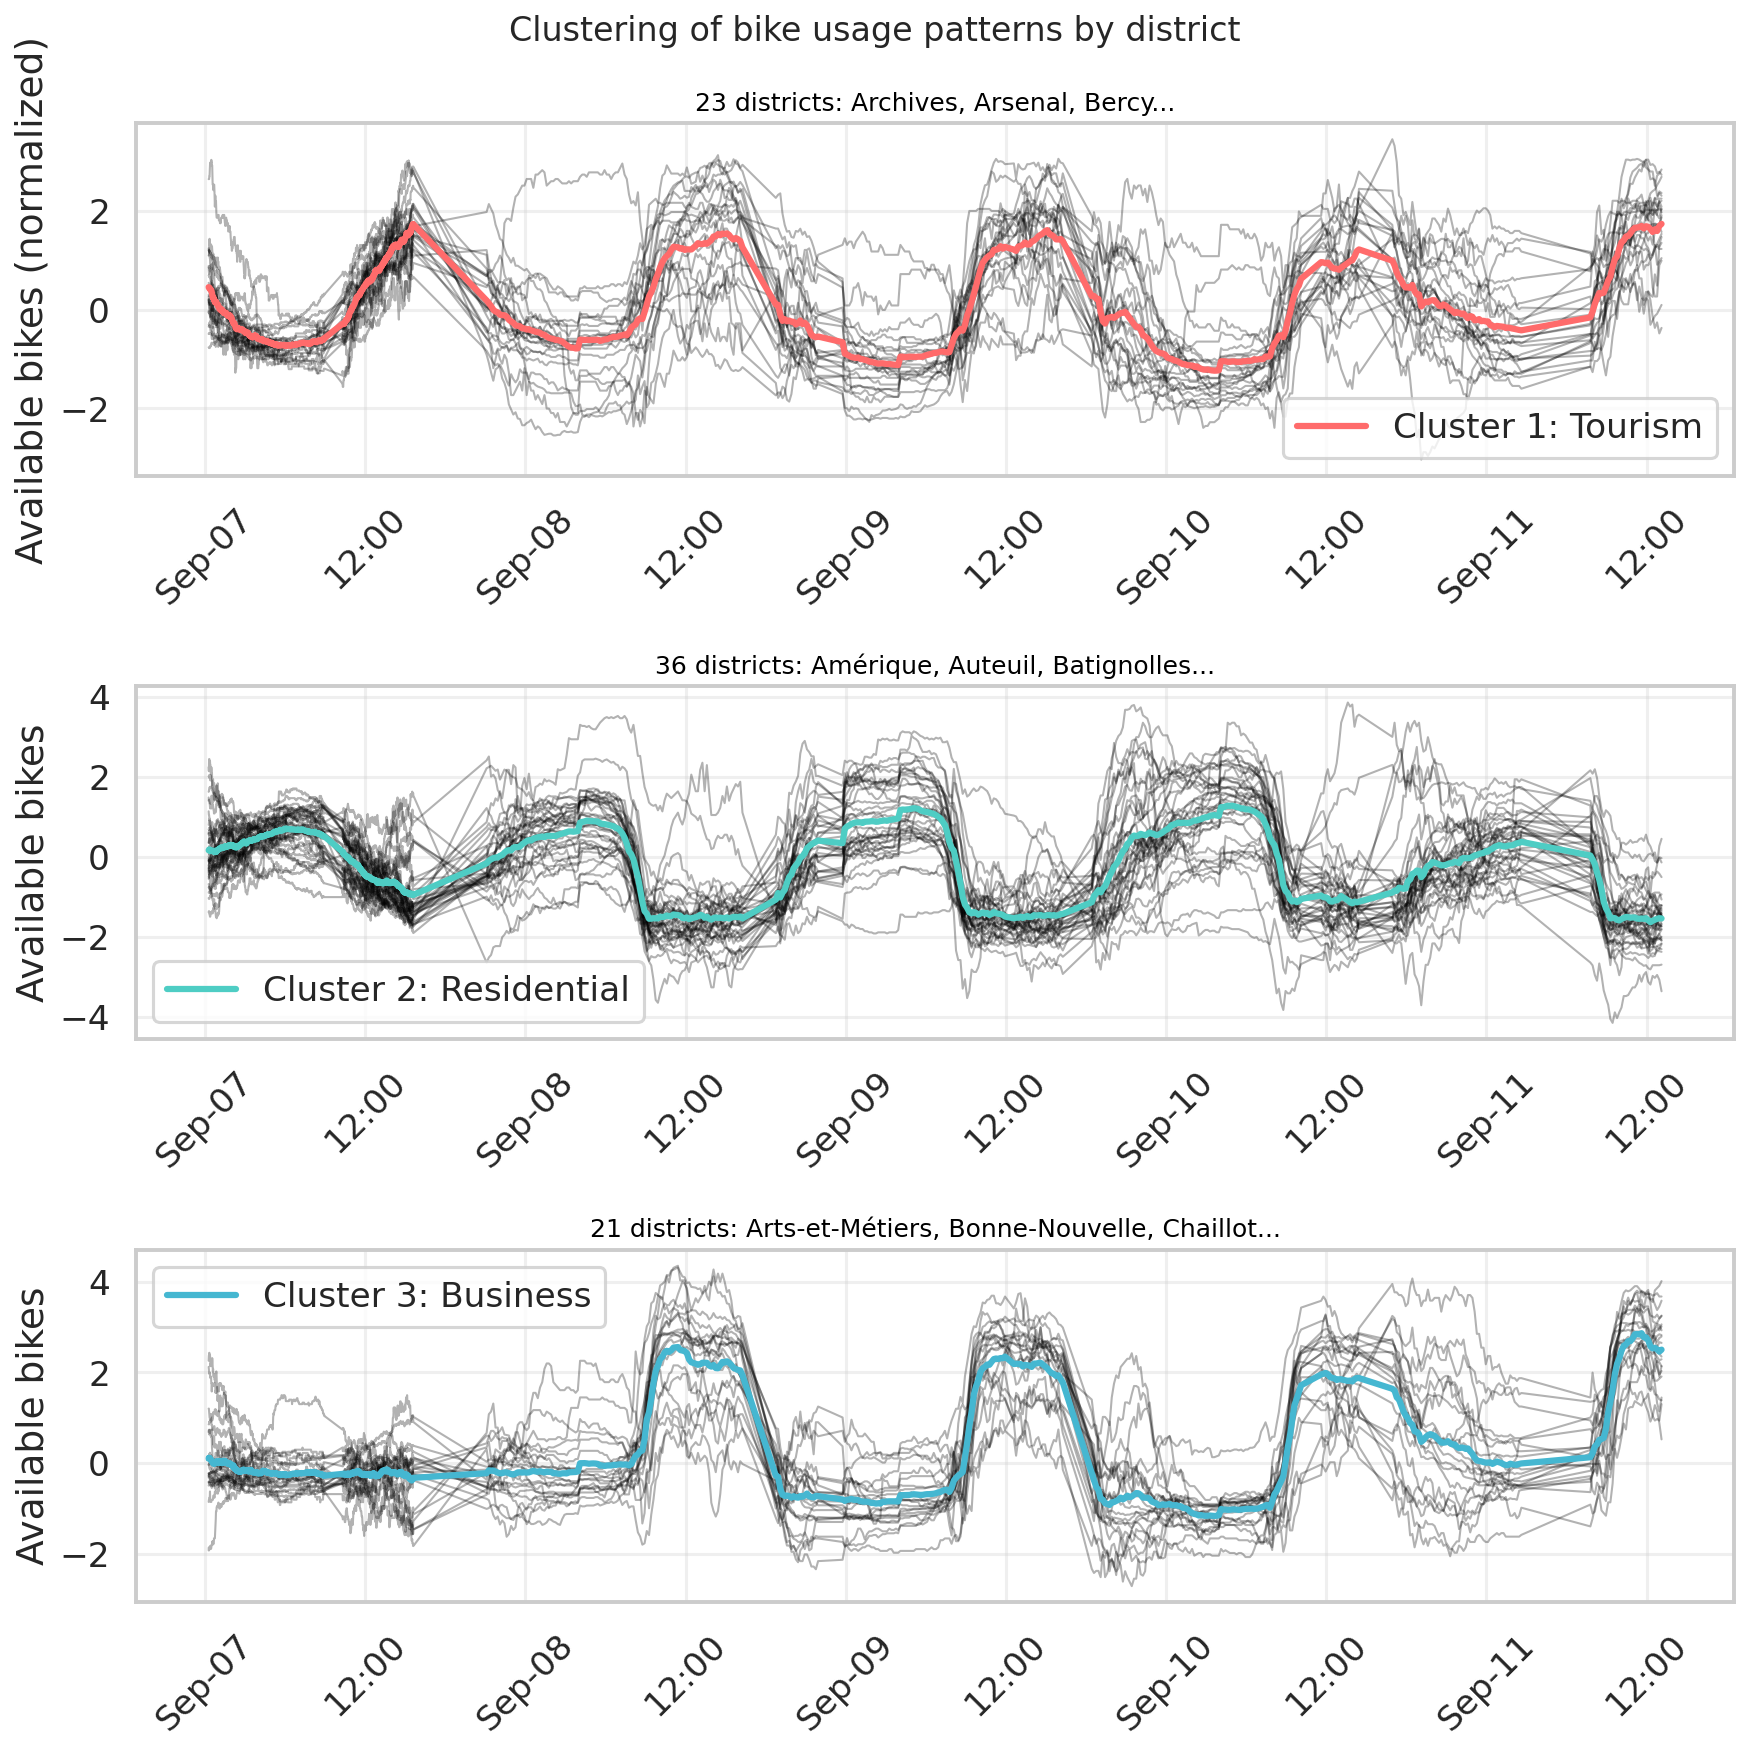 Clustering of bike usage patterns by district
23 districts: Archives, Arsenal, Bercy...
Available bikes (normalized)
2
0
−2
Cluster 1: Tourism
Sep-07
12:00
Sep-08
12:00
Sep-09
12:00
Sep-10
12:00
Sep-11
12:00
36 districts: Amérique, Auteuil, Batignolles...
Available bikes
4
2
0
−2
−4
Cluster 2: Residential
Sep-07
12:00
Sep-08
12:00
Sep-09
12:00
Sep-10
12:00
Sep-11
12:00
21 districts: Arts-et-Métiers, Bonne-Nouvelle, Chaillot...
Available bikes
4
2
0
−2
Cluster 3: Business
Sep-07
12:00
Sep-08
12:00
Sep-09
12:00
Sep-10
12:00
Sep-11
12:00